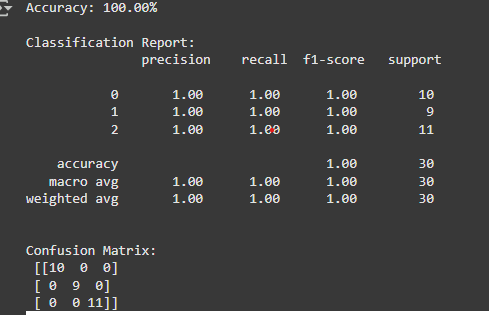 Accuracy: 100.00%
Classification Report:
precision recall f1-score support
0 1.00 1.00 1.00 10
1 1.00 1.00 1.00 9
2 1.00 1.00 1.00 11
accuracy 1.00 30
macro avg 1.00 1.00 1.00 30
weighted avg 1.00 1.00 1.00 30
Confusion Matrix:
[[10 0 0]
[ 0 9 0]
[ 0 0 11]]